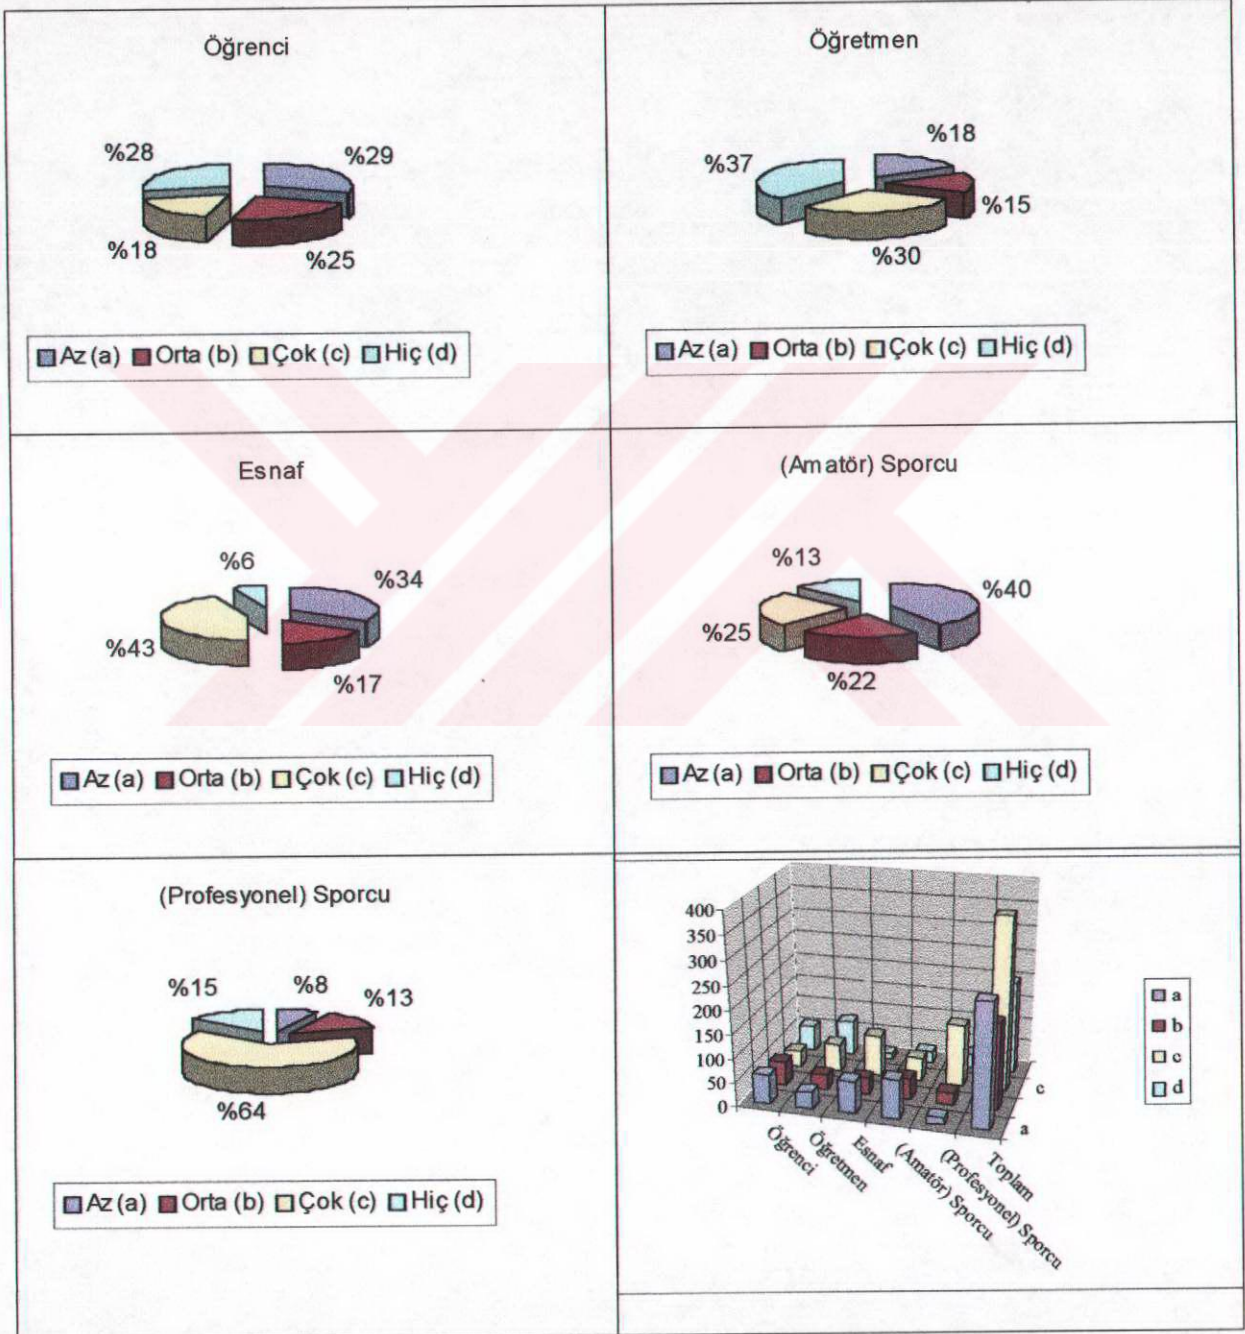 Öğrenci
%28
%29
%18
%25
Az (a) Orta (b) Çok (c) Hiç (d)
Öğretmen
%18
%37
%15
%30
Az (a) Orta (b) Çok (c) Hiç (d)
Esnaf
%6
%34
%43
%17
Az (a) Orta (b) Çok (c) Hiç (d)
(Amatör) Sporcu
%13
%40
%25
%22
Az (a) Orta (b) Çok (c) Hiç (d)
(Profesyonel) Sporcu
%15
%8
%13
%64
Az (a) Orta (b) Çok (c) Hiç (d)
400
350
300
250
200
150
100
50
0
Öğrenci
Öğretmen
Esnaf
(Amatör) Sporcu
(Profesyonel) Sporcu
Toplam
a
c
a
b
c
d